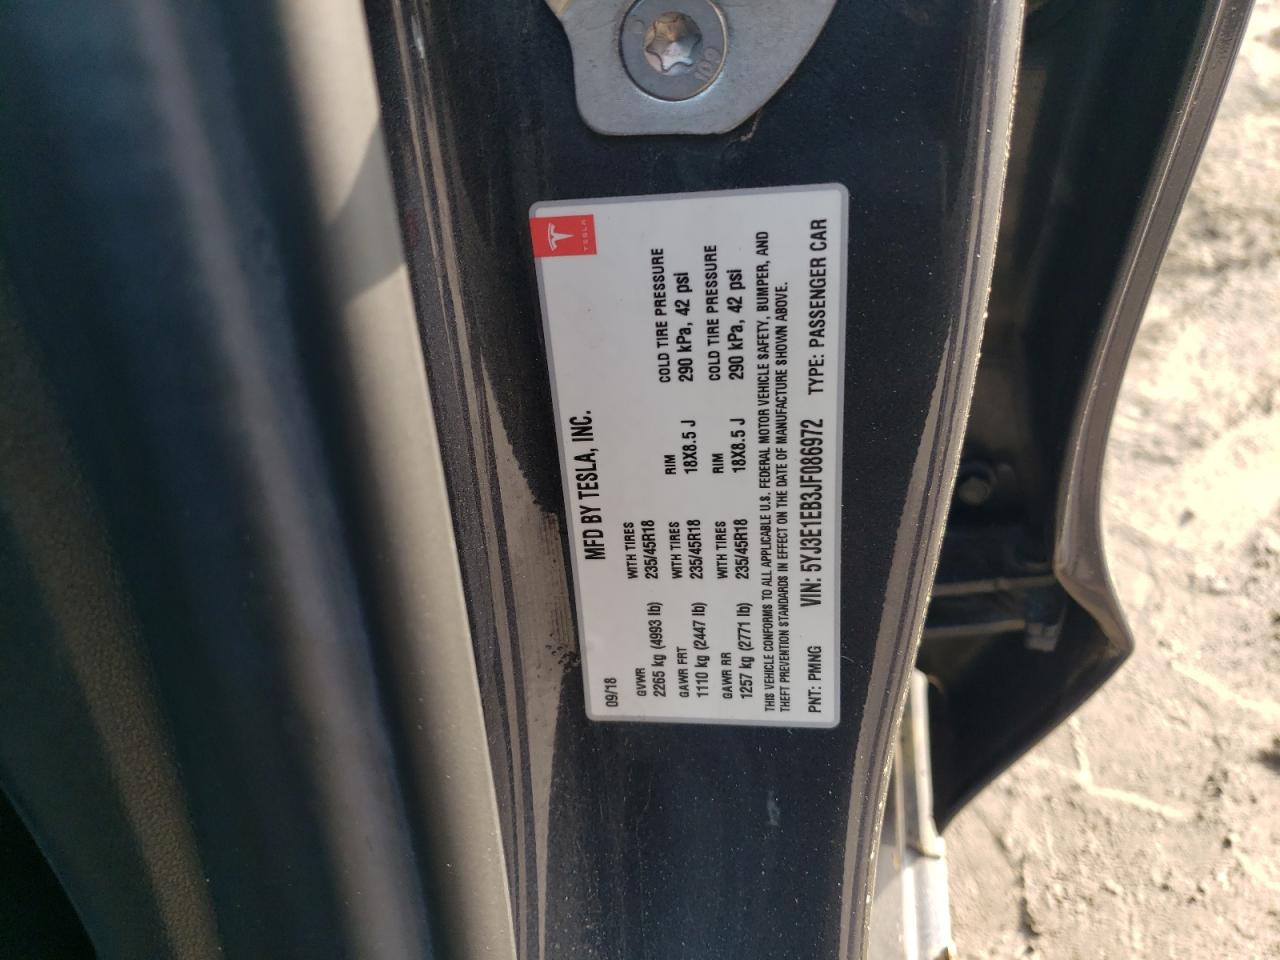 TESLA
MFD BY TESLA, INC.
09/18
GVWR WITH TIRES RIM COLD TIRE PRESSURE
2265 kg (4993 lb) 235/45R18
GAWR FRT WITH TIRES RIM COLD TIRE PRESSURE
1110 kg (2447 lb) 235/45R18 18X8.5 J 290 kPa, 42 psi
GAWR RR WITH TIRES RIM COLD TIRE PRESSURE
1257 kg (2771 lb) 235/45R18 18X8.5 J 290 kPa, 42 psi
THIS VEHICLE CONFORMS TO ALL APPLICABLE U.S. FEDERAL MOTOR VEHICLE SAFETY, BUMPER, AND
THEFT PREVENTION STANDARDS IN EFFECT ON THE DATE OF MANUFACTURE SHOWN ABOVE.
PNT: PMNG VIN: 5YJ3E1EB3JF086972 TYPE: PASSENGER CAR